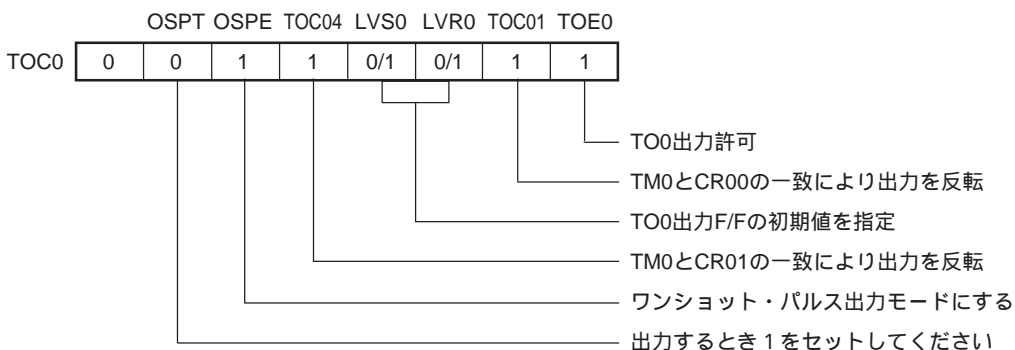 OSPT OSPE TOC04 LVS0 LVR0 TOC01 TOE0
TOC0 0 0 1 1 0/1 0/1 1 1
TO0出力許可
TM0とCR00の一致により出力を反転
TO0出力F/Fの初期値を指定
TM0とCR01の一致により出力を反転
ワンショット・パルス出力モードにする
出力するとき1をセットしてください